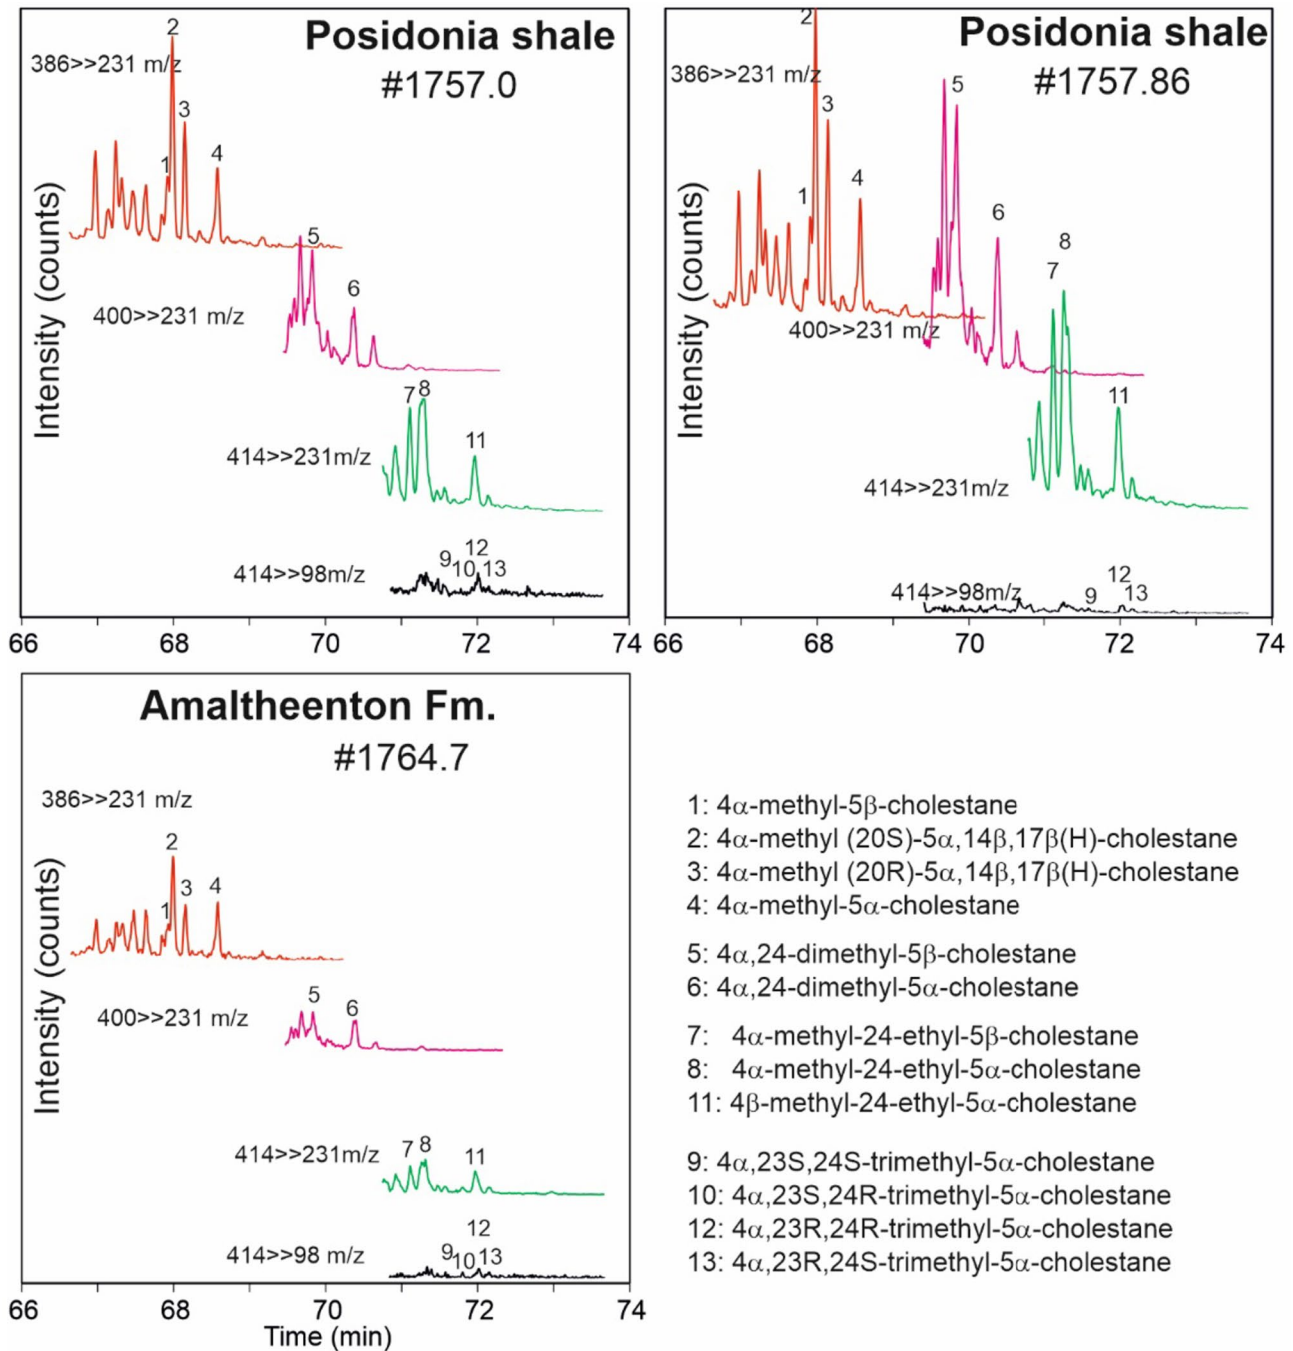 Posidonia shale
#1757.0
386>>231 m/z
2
3
1
4
5
6
400>>231 m/z
7 8
11
414>>231m/z
12
9 10 13
414>>98m/z
Intensity (counts)
66 68 70 72 74
Posidonia shale
#1757.86
386>>231 m/z
2
3
1
4
5
6
400>>231 m/z
8
7
11
414>>231m/z
12
9 13
414>>98m/z
Intensity (counts)
66 68 70 72 74
Amaltheenton Fm.
#1764.7
386>>231 m/z
2
1 3 4
5
6
400>>231 m/z
7 8
11
414>>231m/z
12
9 10 13
414>>98 m/z
Intensity (counts)
66 68 70 72 74
Time (min)
1: 4α-methyl-5β-cholestane
2: 4α-methyl (20S)-5α,14β,17β(H)-cholestane
3: 4α-methyl (20R)-5α,14β,17β(H)-cholestane
4: 4α-methyl-5α-cholestane
5: 4α,24-dimethyl-5β-cholestane
6: 4α,24-dimethyl-5α-cholestane
7: 4α-methyl-24-ethyl-5β-cholestane
8: 4α-methyl-24-ethyl-5α-cholestane
11: 4β-methyl-24-ethyl-5α-cholestane
9: 4α,23S,24S-trimethyl-5α-cholestane
10: 4α,23S,24R-trimethyl-5α-cholestane
12: 4α,23R,24R-trimethyl-5α-cholestane
13: 4α,23R,24S-trimethyl-5α-cholestane